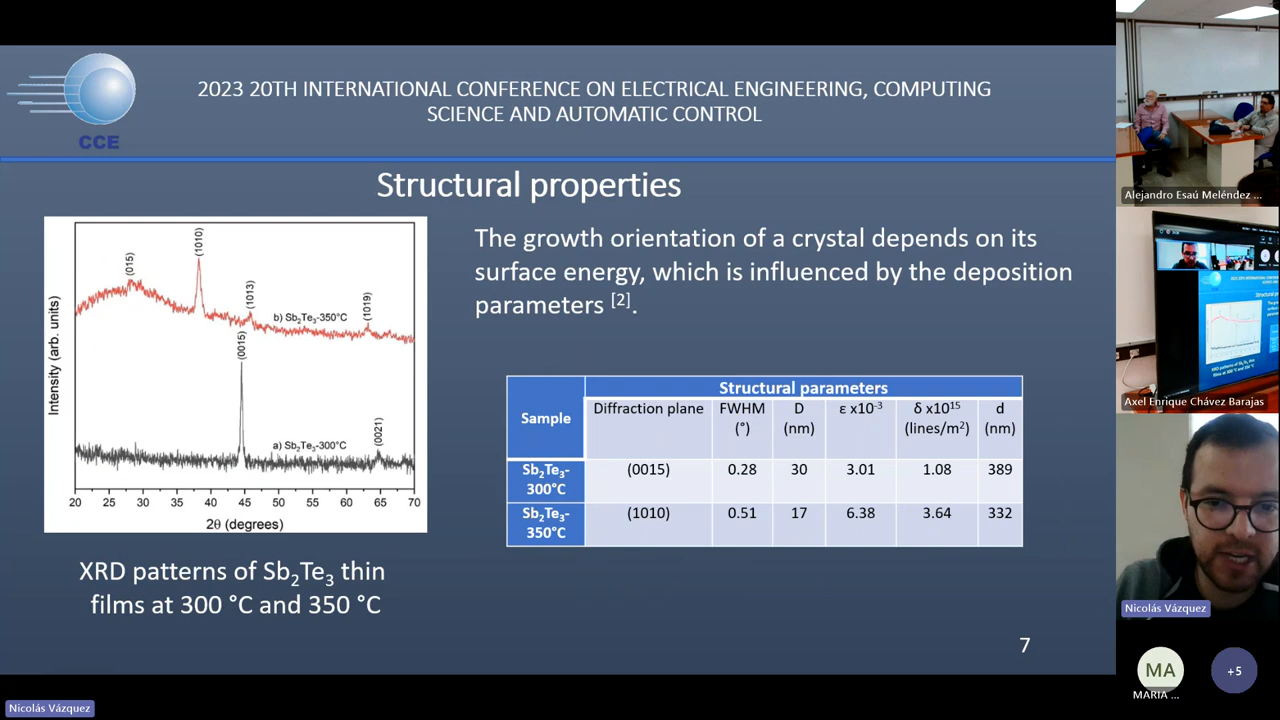 2023 20TH INTERNATIONAL CONFERENCE ON ELECTRICAL ENGINEERING, COMPUTING
SCIENCE AND AUTOMATIC CONTROL
CCE
Structural properties
The growth orientation of a crystal depends on its
surface energy, which is influenced by the deposition
parameters [2].
Intensity (arb. units)
(015)
(1010)
(1013)
(1019)
b) Sb2Te3-350°C
(0015)
a) Sb2Te3-300°C
(0021)
20 25 30 35 40 45 50 55 60 65 70
2θ (degrees)
XRD patterns of Sb2Te3 thin
films at 300 °C and 350 °C
Sample
Structural parameters
Diffraction plane FWHM (°) D (nm) ε x10-3 δ x1015 (lines/m2) d (nm)
Sb2Te3-300°C (0015) 0.28 30 3.01 1.08 389
Sb2Te3-350°C (1010) 0.51 17 6.38 3.64 332
7
Nicolás Vázquez
Alejandro Esaú Meléndez ...
Axel Enrique Chávez Barajas
Nicolás Vázquez
MA
MARIA ...
+5